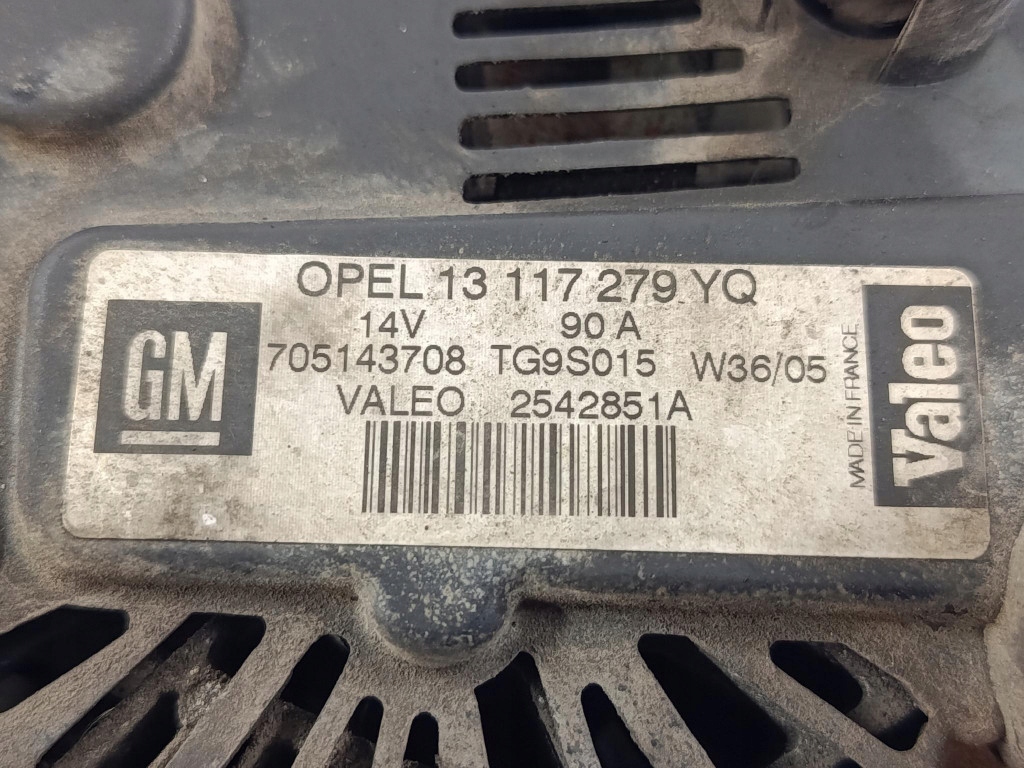 OPEL 13 117 279 YQ
GM
14V 90 A
705143708 TG9S015 W36/05
VALEO 2542851A
MADE IN FRANCE
Valeo